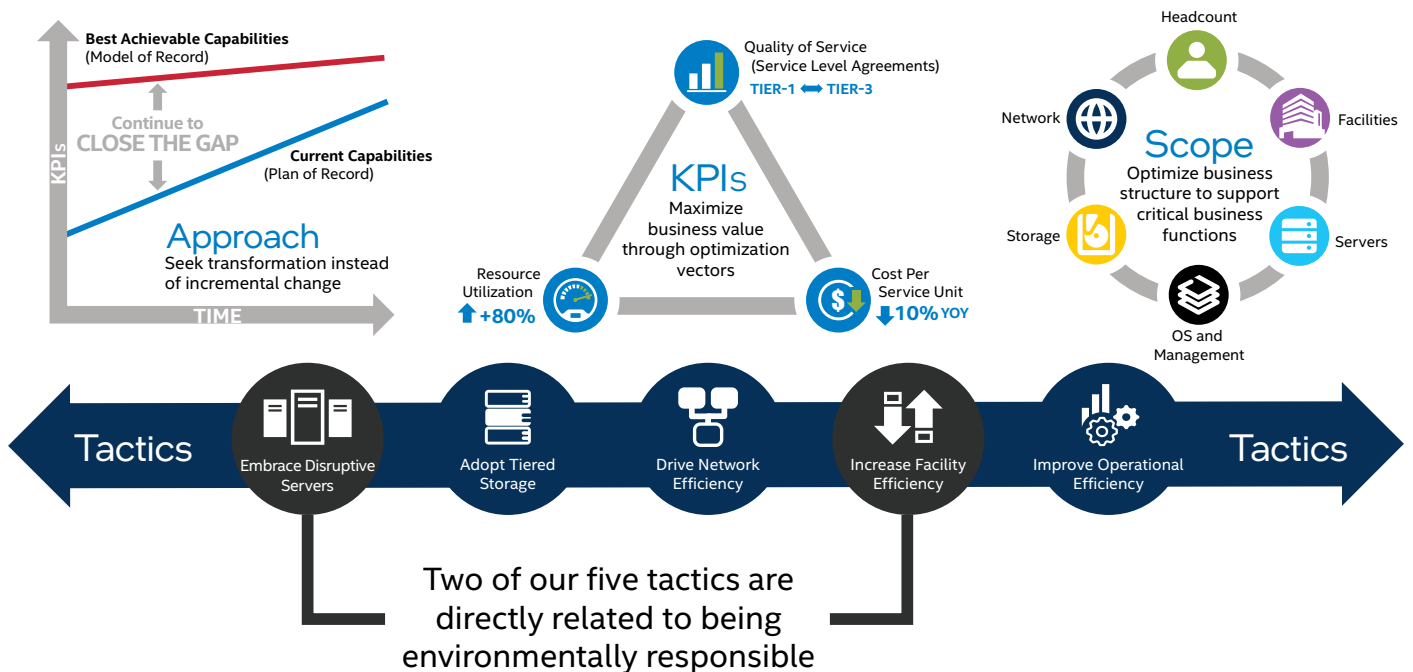 Best Achievable Capabilities
(Model of Record)
Continue to
CLOSE THE GAP
Current Capabilities
(Plan of Record)
KPIs
Approach
Seek transformation instead
of incremental change
TIME
Quality of Service
(Service Level Agreements)
TIER-1 TIER-3
KPIs
Maximize
business value
through optimization
vectors
Resource
Utilization
+80%
Cost Per
Service Unit
10% YOY
Headcount
Network
Facilities
Scope
Optimize business
structure to support
critical business
functions
Storage
Servers
OS and
Management
Tactics
Embrace Disruptive
Servers
Adopt Tiered
Storage
Drive Network
Efficiency
Increase Facility
Efficiency
Improve Operational
Efficiency
Tactics
Two of our five tactics are
directly related to being
environmentally responsible